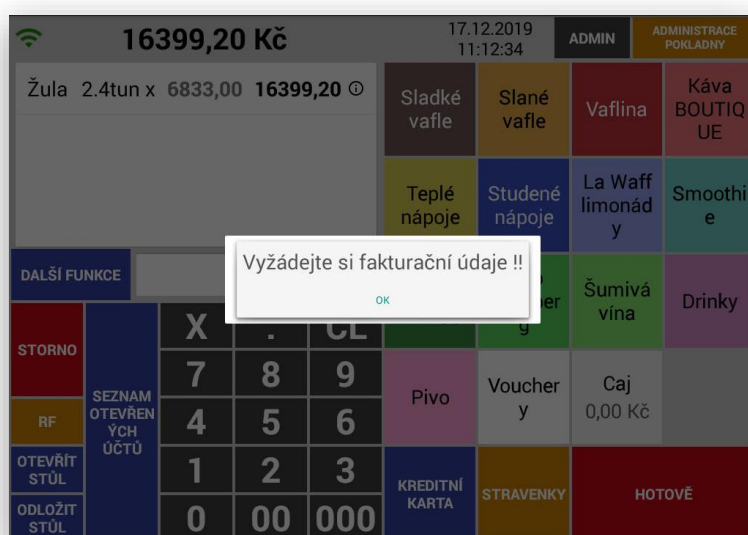 16399,20 Kč
17.12.2019
11:12:34
ADMIN
ADMINISTRACE
POKLADNY
Žula 2.4tun x 6833,00 16399,20
Sladké
vafle
Slané
vafle
Vaflina
Káva
BOUTIQ
UE
Teplé
nápoje
Studené
nápoje
La Waff
limonád
y
Smoothi
e
DALŠÍ FUNKCE
Vyžádejte si fakturační údaje !!
OK
Šumivá
vína
Drinky
STORNO
RF
OTEVŘÍT
STŮL
ODLOŽIT
STŮL
SEZNAM
OTEVŘEN
ÝCH
ÚČTŮ
X . CL
7 8 9
4 5 6
1 2 3
0 00 000
Pivo
Voucher
y
Caj
0,00 Kč
KREDITNÍ
KARTA
STRAVENKY
HOTOVĚ